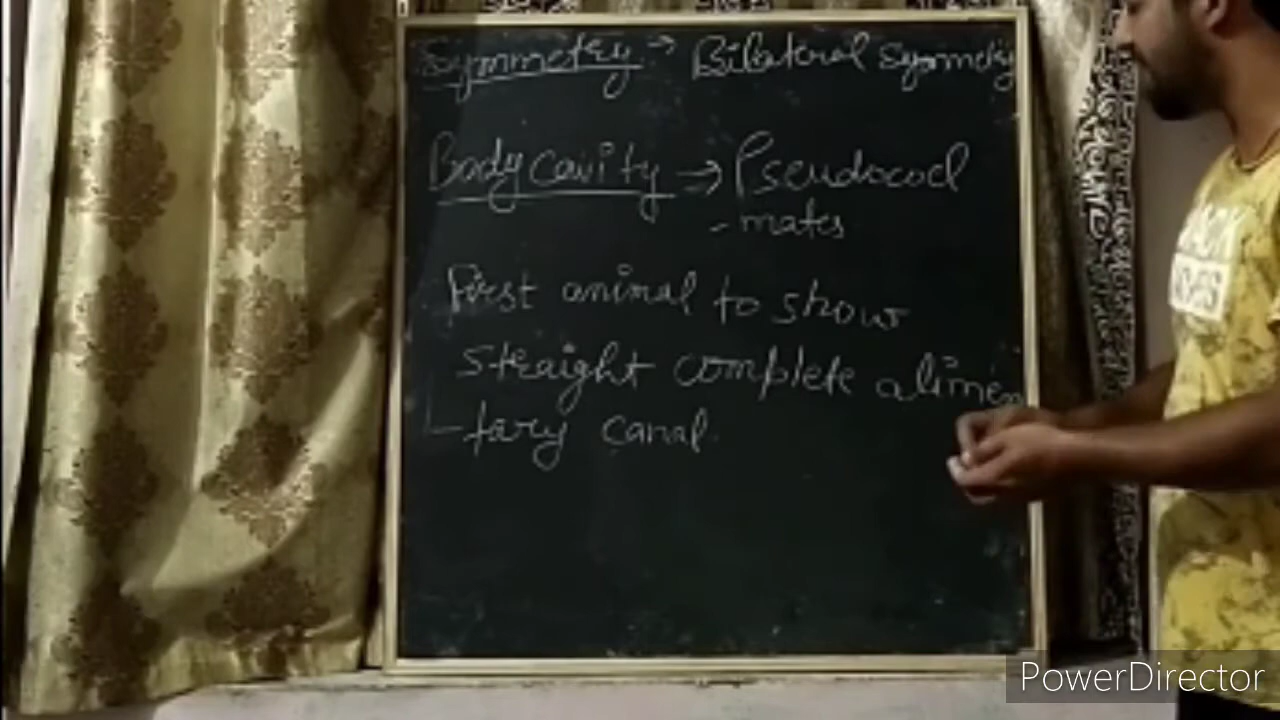 Symmetry → Bilateral Symmetry
Body cavity → Pseudocoel
- mates
First animal to show
straight complete alimen
- tary canal.
PowerDirector